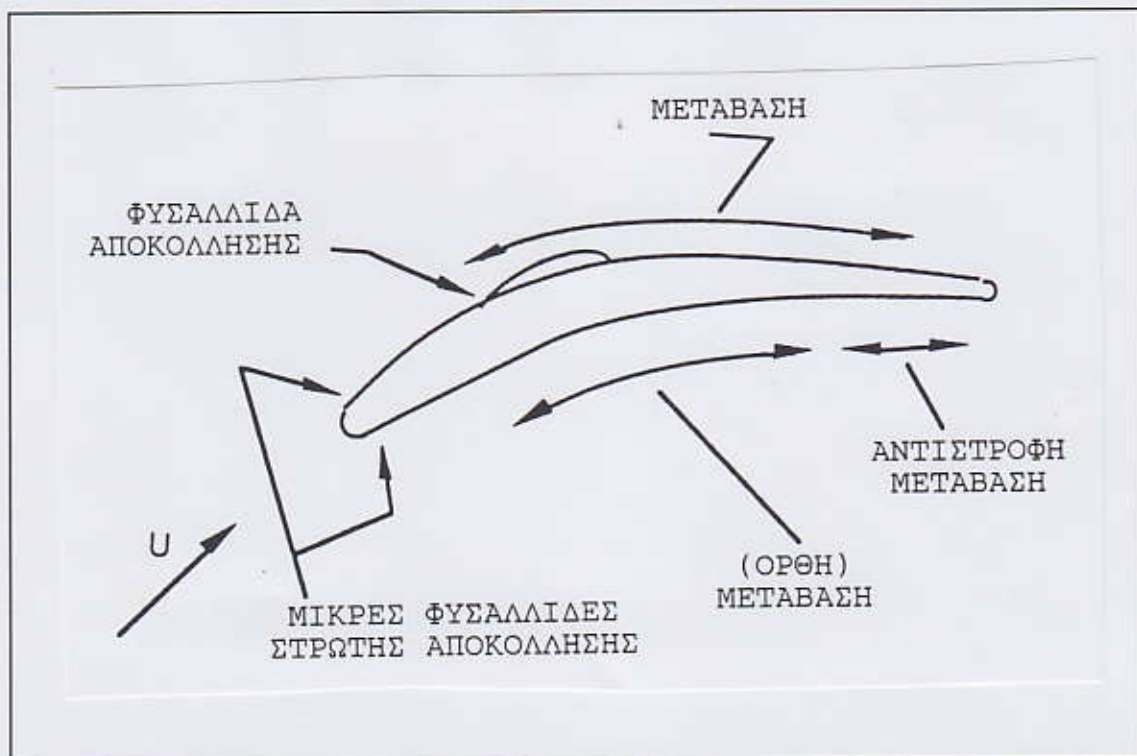 ΜΕΤΑΒΑΣΗ
ΦΥΣΑΛΛΙΔΑ
ΑΠΟΚΟΛΛΗΣΗΣ
ΑΝΤΙΣΤΡΟΦΗ
ΜΕΤΑΒΑΣΗ
U
(ΟΡΘΗ)
ΜΕΤΑΒΑΣΗ
ΜΙΚΡΕΣ ΦΥΣΑΛΛΙΔΕΣ
ΣΤΡΩΤΗΣ ΑΠΟΚΟΛΛΗΣΗΣ